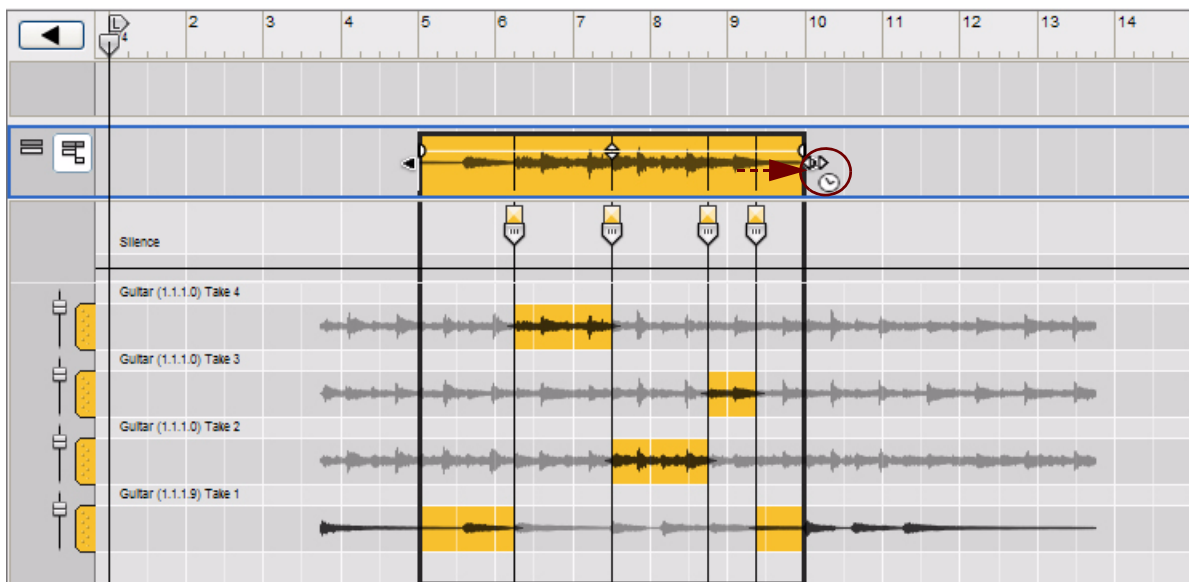 L 2 3 4 5 6 7 8 9 10 11 12 13 14
4
Silence
Guitar (1.1.1.0) Take 4
Guitar (1.1.1.0) Take 3
Guitar (1.1.1.0) Take 2
Guitar (1.1.1.9) Take 1